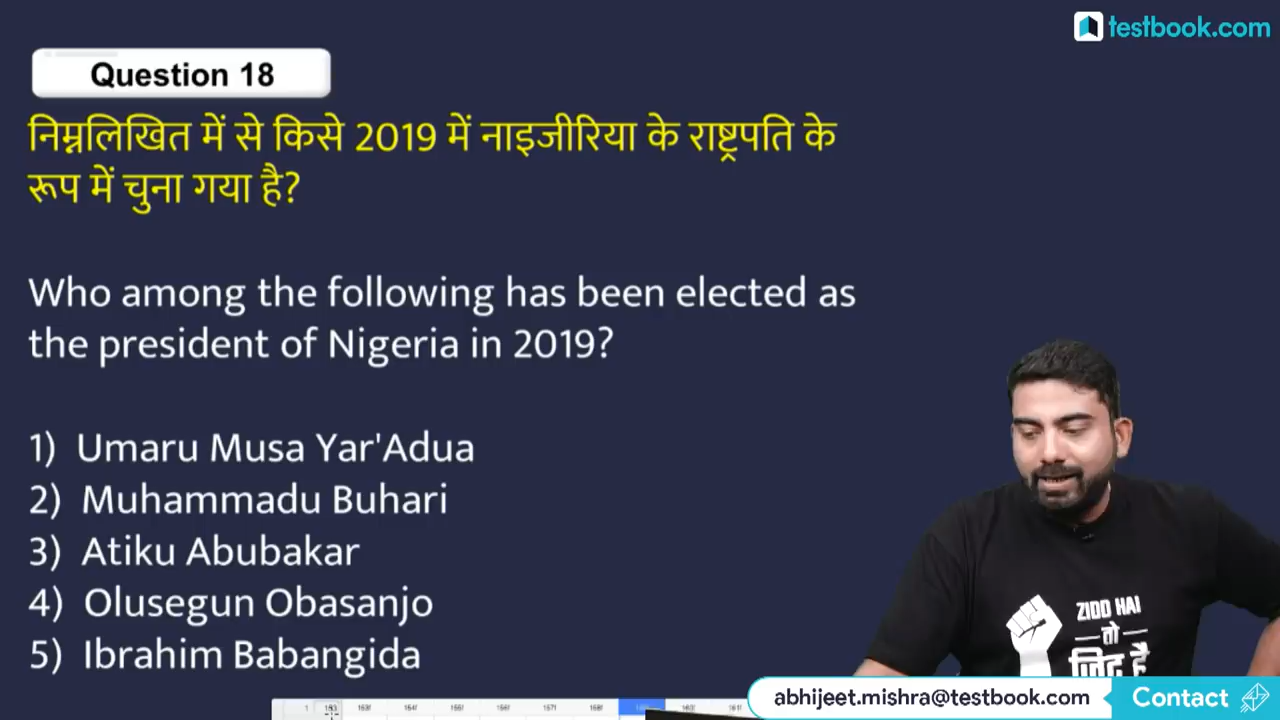 testbook.com
Question 18
निम्नलिखित में से किसे 2019 में नाइजीरिया के राष्ट्रपति के
रूप में चुना गया है?
Who among the following has been elected as
the president of Nigeria in 2019?
1) Umaru Musa Yar'Adua
2) Muhammadu Buhari
3) Atiku Abubakar
4) Olusegun Obasanjo
5) Ibrahim Babangida
ZIDD HAI
तो
ज़िद है
abhijeet.mishra@testbook.com
Contact